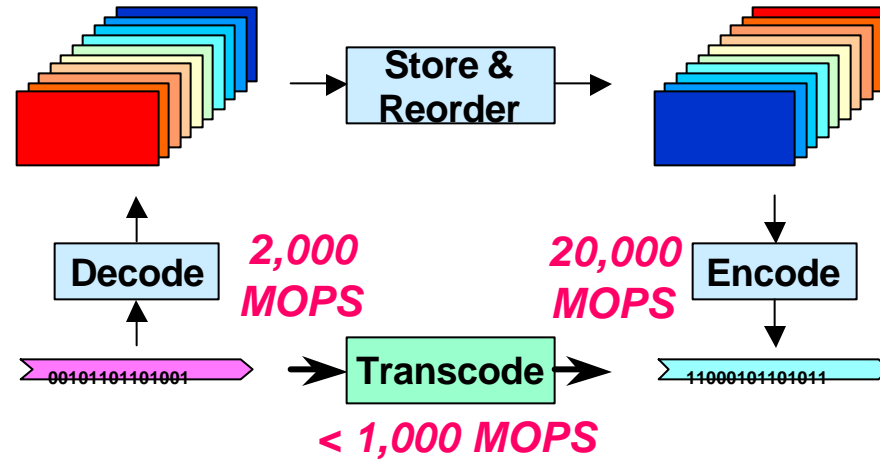 Store &
Reorder
Decode
2,000
MOPS
20,000
MOPS
Encode
00101101101001
Transcode
11000101101011
< 1,000 MOPS